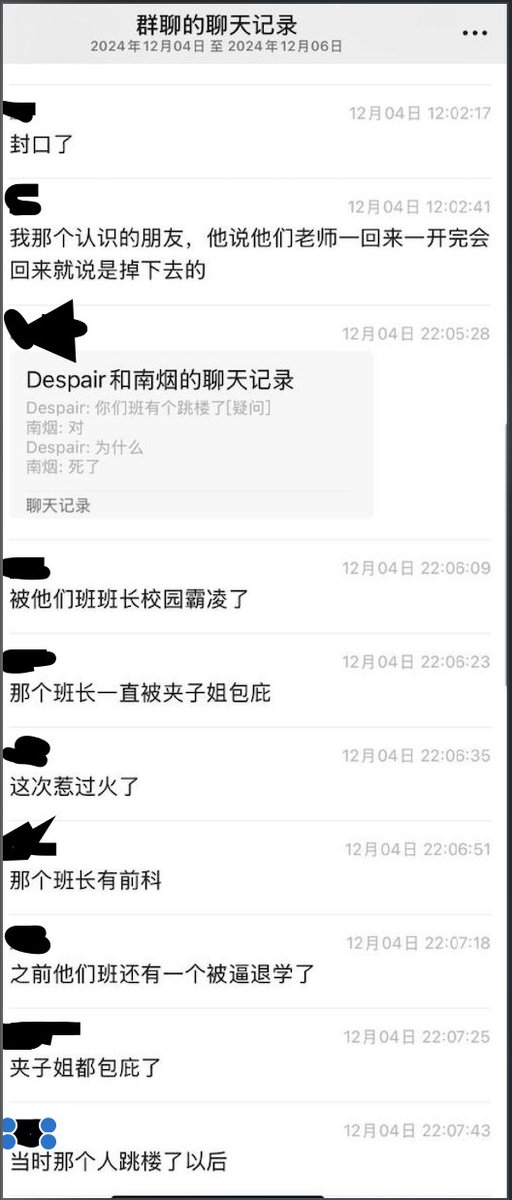 群聊的聊天记录
2024年12月04日 至 2024年12月06日
12月04日 12:02:17
封口了
12月04日 12:02:41
我那个认识的朋友，他说他们老师一回来一开完会
回来就说是掉下去的
12月04日 22:05:28
Despair和南烟的聊天记录
Despair: 你们班有个跳楼了[疑问]
南烟: 对
Despair: 为什么
南烟: 死了
聊天记录
12月04日 22:06:09
被他们班班长校园霸凌了
12月04日 22:06:23
那个班长一直被夹子姐包庇
12月04日 22:06:35
这次惹过火了
12月04日 22:06:51
那个班长有前科
12月04日 22:07:18
之前他们班还有一个被逼退学了
12月04日 22:07:25
夹子姐都包庇了
12月04日 22:07:43
当时那个人跳楼了以后